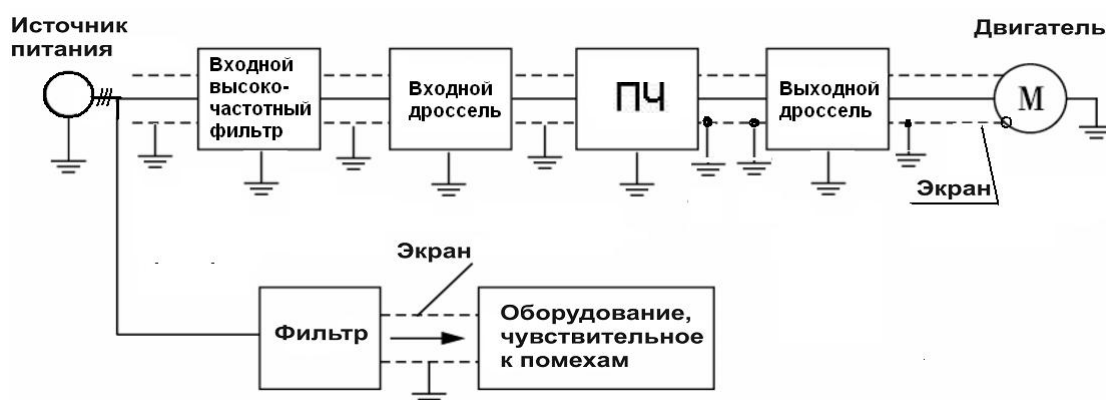 Источник
питания
Двигатель
Входной
высоко-
частотный
фильтр
Входной
дроссель
ПЧ
Выходной
дроссель
М
Экран
Экран
Фильтр
Оборудование,
чувствительное
к помехам